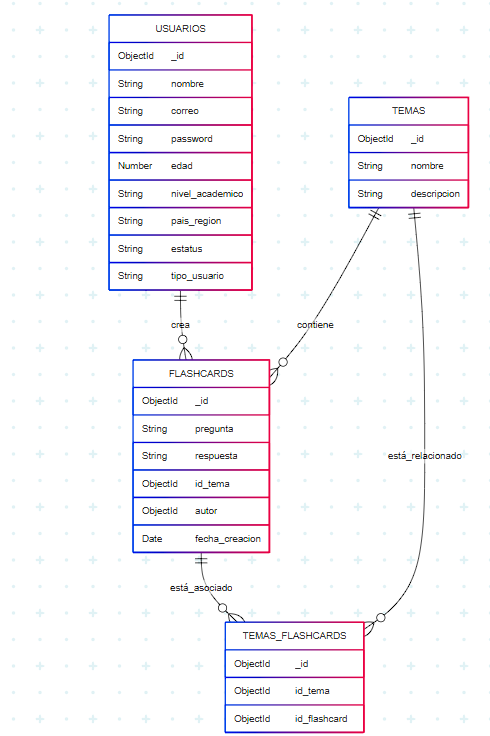 USUARIOS
ObjectId _id
String nombre
String correo
String password
Number edad
String nivel_academico
String pais_region
String estatus
String tipo_usuario
TEMAS
ObjectId _id
String nombre
String descripcion
crea
contiene
FLASHCARDS
ObjectId _id
String pregunta
String respuesta
ObjectId id_tema
ObjectId autor
Date fecha_creacion
está_relacionado
está_asociado
TEMAS_FLASHCARDS
ObjectId _id
ObjectId id_tema
ObjectId id_flashcard